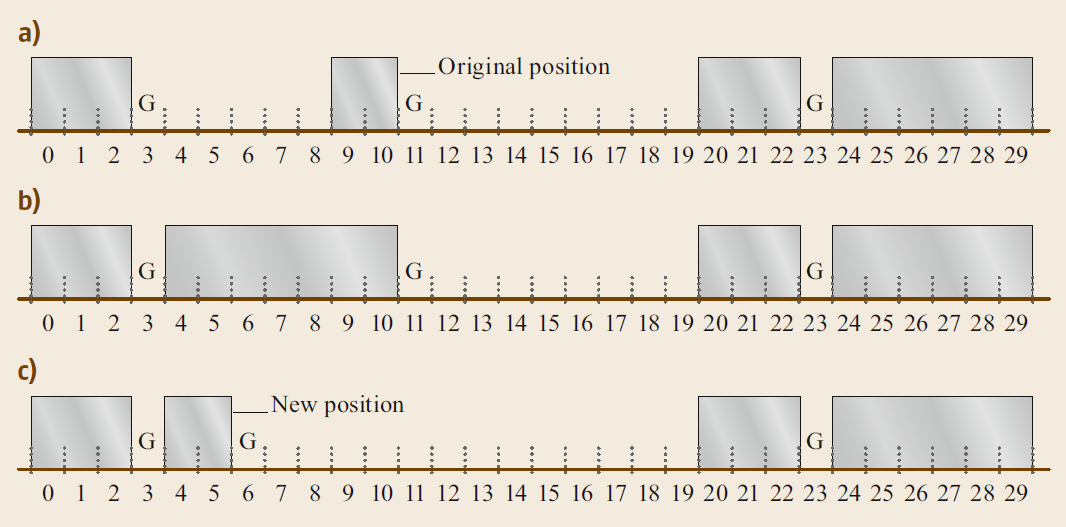 a)
Original position
G G G
0 1 2 3 4 5 6 7 8 9 10 11 12 13 14 15 16 17 18 19 20 21 22 23 24 25 26 27 28 29
b)
G G G
0 1 2 3 4 5 6 7 8 9 10 11 12 13 14 15 16 17 18 19 20 21 22 23 24 25 26 27 28 29
c)
New position
G G G
0 1 2 3 4 5 6 7 8 9 10 11 12 13 14 15 16 17 18 19 20 21 22 23 24 25 26 27 28 29